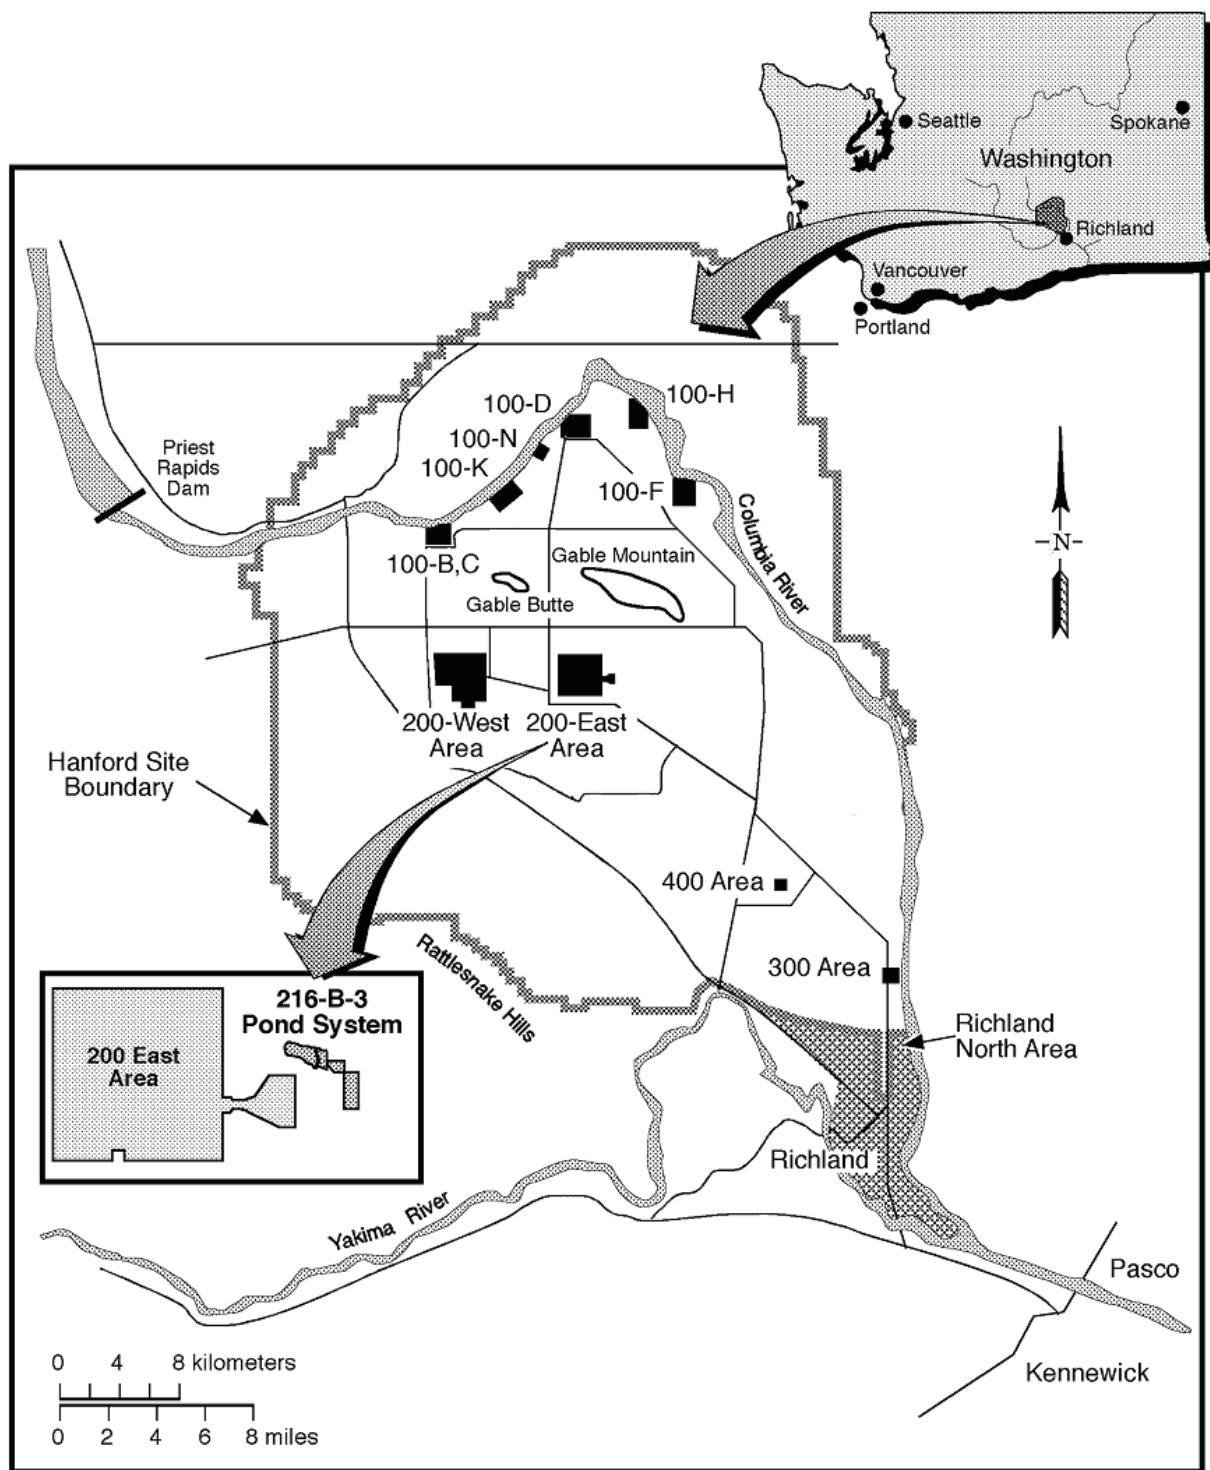 Seattle
Spokane
Washington
Richland
Vancouver
Portland
100-H
100-D
100-N
100-K
100-F
Priest
Rapids
Dam
Columbia River
N
100-B,C
Gable Mountain
Gable Butte
200-West
Area
200-East
Area
Hanford Site
Boundary
400 Area
300 Area
Rattlesnake Hills
216-B-3
Pond System
200 East
Area
Richland
North Area
Richland
Yakima River
Pasco
Kennewick
0 4 8 kilometers
0 2 4 6 8 miles